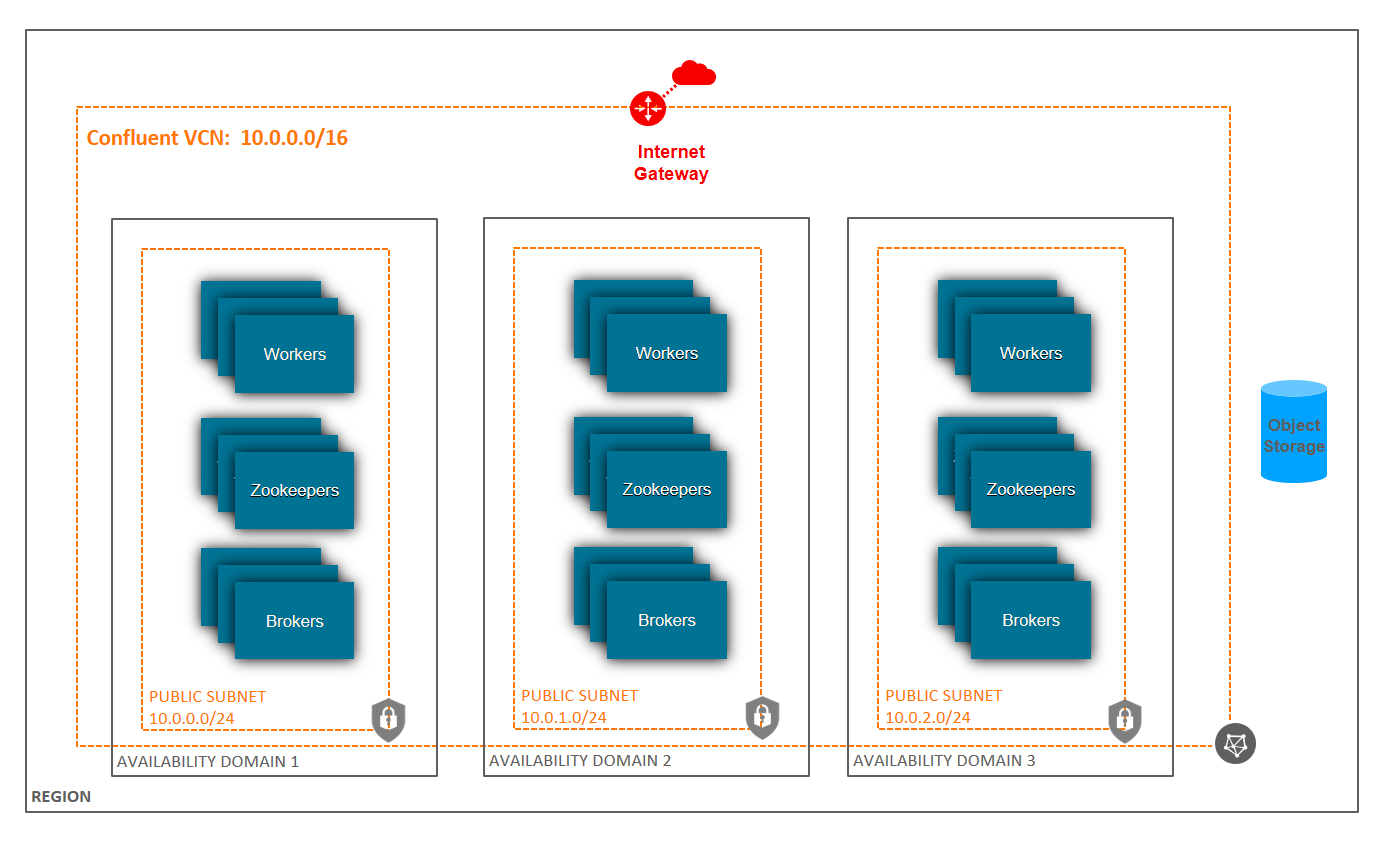 Confluent VCN: 10.0.0.0/16
Internet
Gateway
Workers
Zookeepers
Brokers
PUBLIC SUBNET
10.0.0.0/24
AVAILABILITY DOMAIN 1
Workers
Zookeepers
Brokers
PUBLIC SUBNET
10.0.1.0/24
AVAILABILITY DOMAIN 2
Workers
Zookeepers
Brokers
PUBLIC SUBNET
10.0.2.0/24
AVAILABILITY DOMAIN 3
Object
Storage
REGION